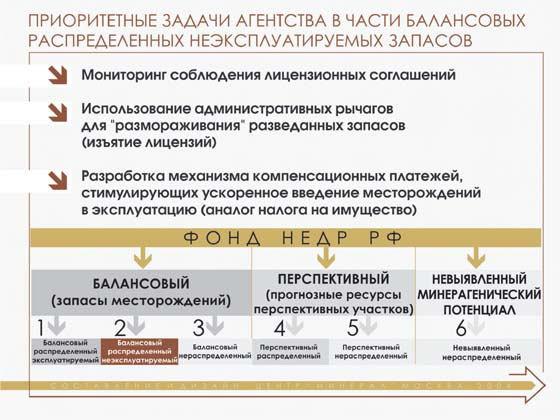 ПРИОРИТЕТНЫЕ ЗАДАЧИ АГЕНТСТВА В ЧАСТИ БАЛАНСОВЫХ
РАСПРЕДЕЛЕННЫХ НЕЭКСПЛУАТИРУЕМЫХ ЗАПАСОВ
Мониторинг соблюдения лицензионных соглашений
Использование административных рычагов
для "размораживания" разведанных запасов
(изъятие лицензий)
Разработка механизма компенсационных платежей,
стимулирующих ускоренное введение месторождений
в эксплуатацию (аналог налога на имущество)
ФОНД НЕДР РФ
БАЛАНСОВЫЙ
(запасы месторождений)
ПЕРСПЕКТИВНЫЙ
(прогнозные ресурсы
перспективных участков)
НЕВЫЯВЛЕННЫЙ
МИНЕРАГЕНИЧЕСКИЙ
ПОТЕНЦИАЛ
1 2 3 4 5 6
Балансовый
распределенный
эксплуатируемый
Балансовый
распределенный
неэксплуатируемый
Балансовый
нераспределенный
Перспективный
распределенный
Перспективный
нераспределенный
Невыявленный
нераспределенный
СОСТАВЛЕНИЕ И ДИЗАЙН ЦЕНТР МИНЕРАЛ МОСКВА 2004